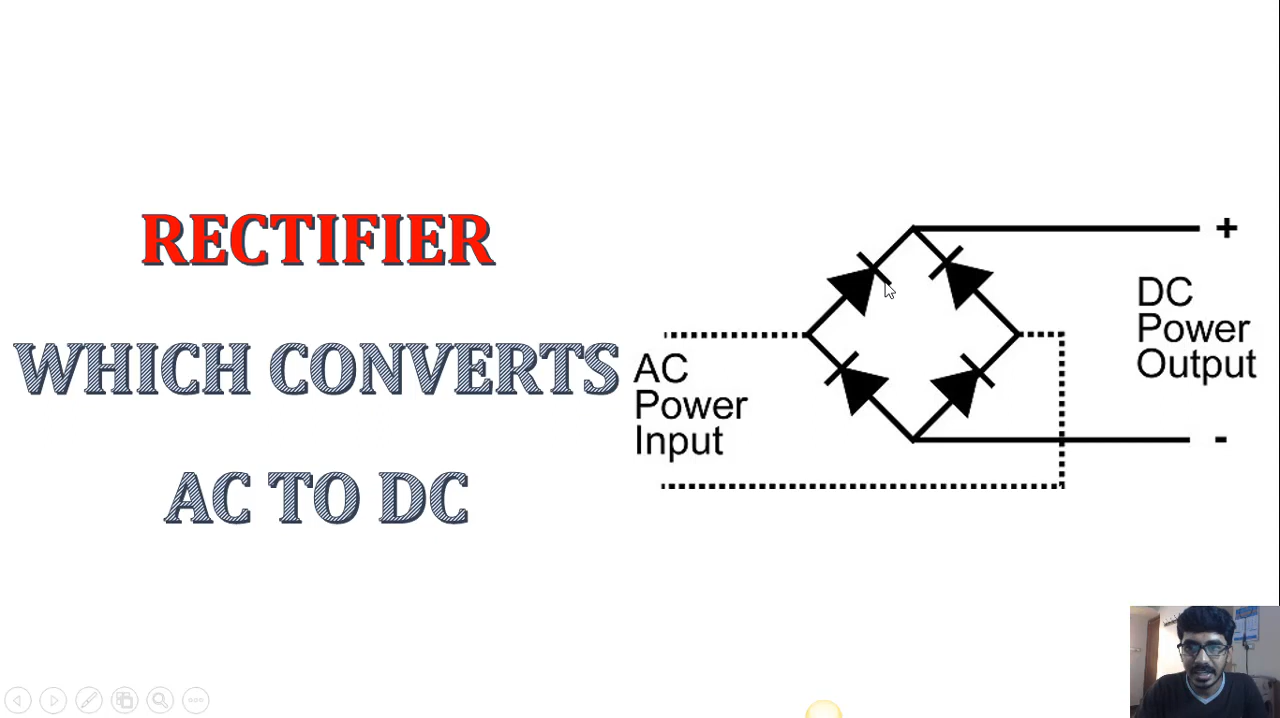 RECTIFIER
WHICH CONVERTS
AC TO DC
AC
Power
Input
+
DC
Power
Output
-